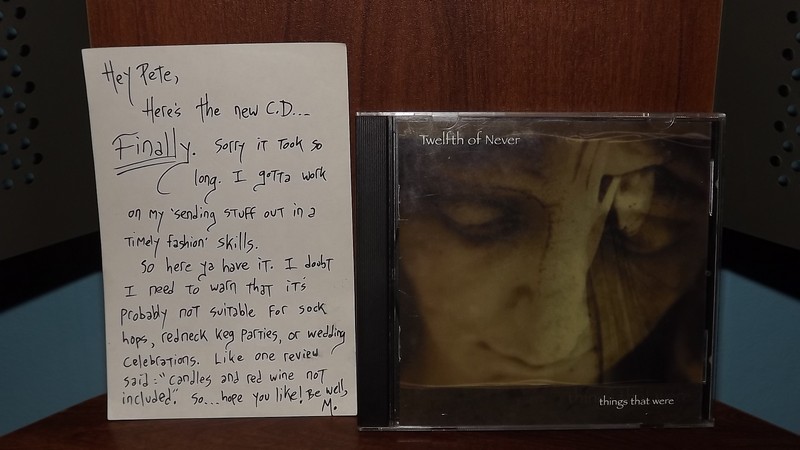 Hey Pete,
Here's the new C.D...
Finally. Sorry it took so
long. I gotta work
on my 'sending stuff out in a
timely fashion' skills.
So here ya have it. I doubt
I need to warn that it's
probably not suitable for sock
hops, redneck keg parties, or wedding
celebrations. Like one review
said: "candles and red wine not
included." So...hope you like! Be well,
M.
Twelfth of Never
things that were